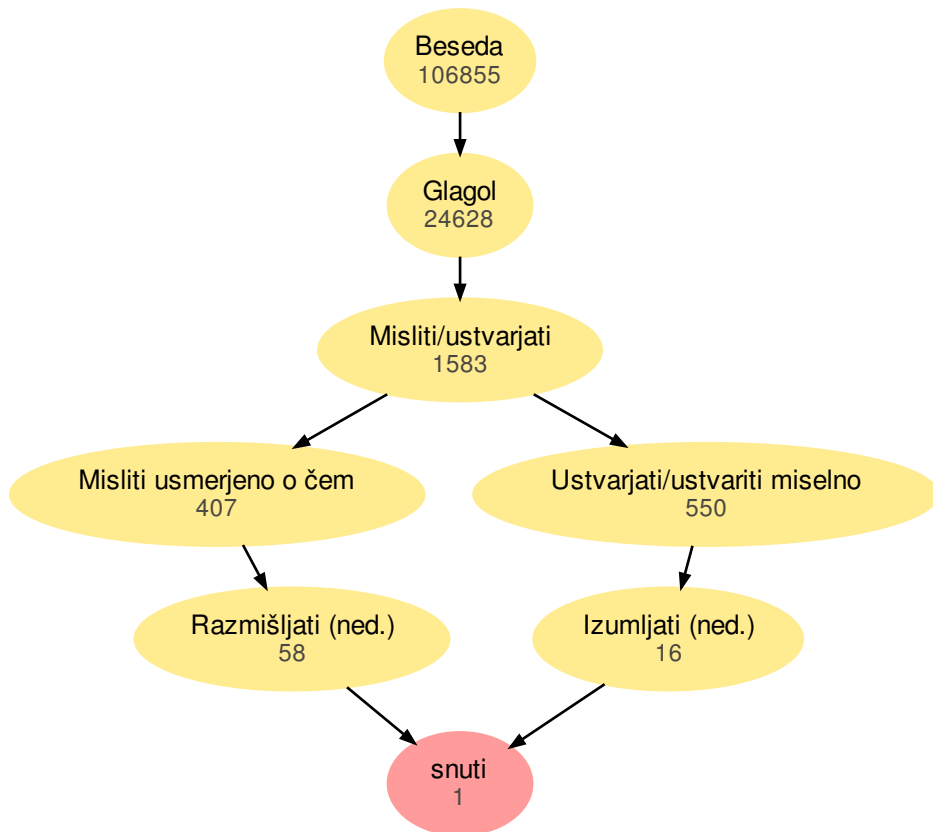 Beseda
106855
Glagol
24628
Misliti/ustvarjati
1583
Misliti usmerjeno o čem
407
Ustvarjati/ustvariti miselno
550
Razmišljati (ned.)
58
Izumljati (ned.)
16
snuti
1